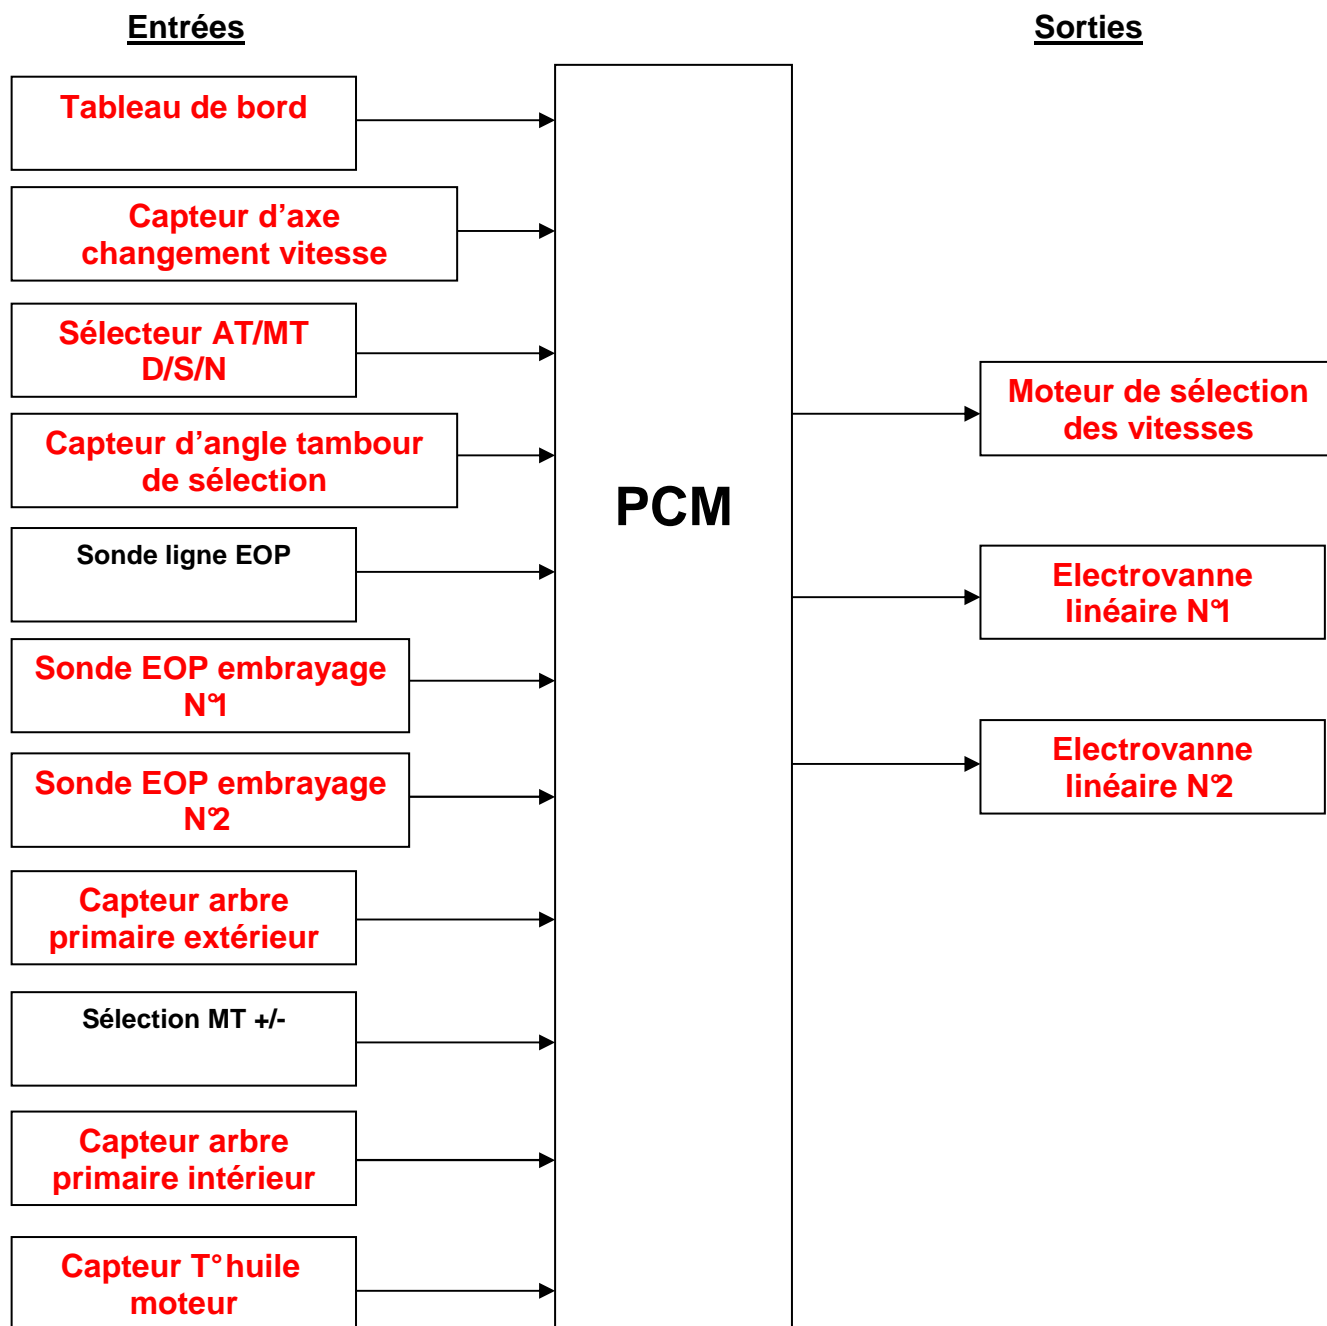 Entrées
Sorties
Tableau de bord
Capteur d’axe
changement vitesse
Sélecteur AT/MT
D/S/N
Capteur d’angle tambour
de sélection
Sonde ligne EOP
Sonde EOP embrayage
N°1
Sonde EOP embrayage
N°2
Capteur arbre
primaire extérieur
Sélection MT +/-
Capteur arbre
primaire intérieur
Capteur T° huile
moteur
PCM
Moteur de sélection
des vitesses
Electrovanne
linéaire N°1
Electrovanne
linéaire N°2